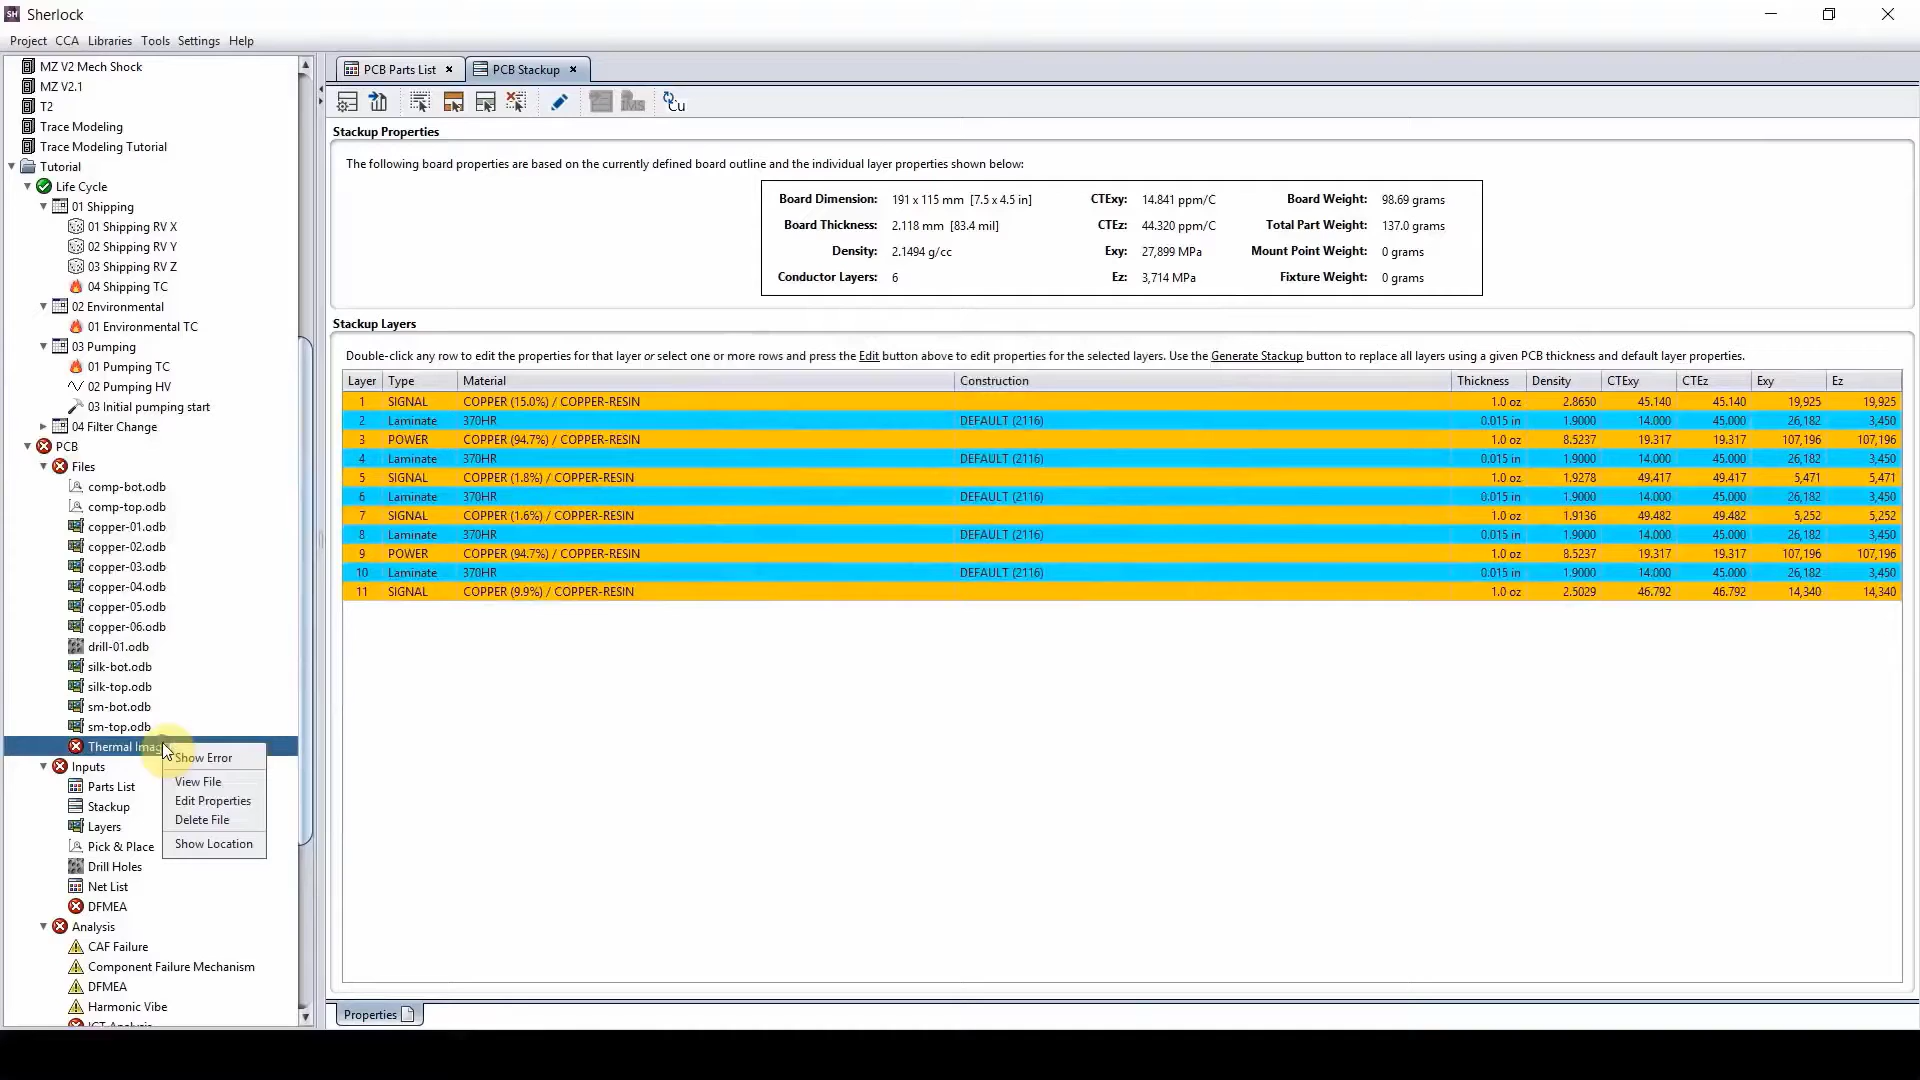 Sherlock
Project CCA Libraries Tools Settings Help
MZ V2 Mech Shock
MZ V2.1
T2
Trace Modeling
Trace Modeling Tutorial
Tutorial
Life Cycle
01 Shipping
01 Shipping RV X
02 Shipping RV Y
03 Shipping RV Z
04 Shipping TC
02 Environmental
01 Environmental TC
03 Pumping
01 Pumping TC
02 Pumping HV
03 Initial pumping start
04 Filter Change
PCB
Files
comp-bot.odb
comp-top.odb
copper-01.odb
copper-02.odb
copper-03.odb
copper-04.odb
copper-05.odb
copper-06.odb
drill-01.odb
silk-bot.odb
silk-top.odb
sm-bot.odb
sm-top.odb
Thermal
Inputs
Parts List
Stackup
Layers
Pick & Place
Drill Holes
Net List
DFMEA
Analysis
CAF Failure
Component Failure Mechanism
DFMEA
Harmonic Vibe
ICT Analysis
Show Error
View File
Edit Properties
Delete File
Show Location
PCB Parts List
PCB Stackup
Cu
Stackup Properties
The following board properties are based on the currently defined board outline and the individual layer properties shown below:
Board Dimension: 191 x 115 mm [7.5 x 4.5 in] CTExy: 14.841 ppm/C Board Weight: 98.69 grams
Board Thickness: 2.118 mm [83.4 mil] CTEz: 44.320 ppm/C Total Part Weight: 137.0 grams
Density: 2.1494 g/cc Exy: 27,899 MPa Mount Point Weight: 0 grams
Conductor Layers: 6 Ez: 3,714 MPa Fixture Weight: 0 grams
Stackup Layers
Double-click any row to edit the properties for that layer or select one or more rows and press the Edit button above to edit properties for the selected layers. Use the Generate Stackup button to replace all layers using a given PCB thickness and default layer properties.
Layer Type Material Construction Thickness Density CTExy CTEz Exy Ez
1 SIGNAL COPPER (15.0%) / COPPER-RESIN 1.0 oz 2.8650 45.140 45.140 19,925 19,925
2 Laminate 370HR DEFAULT (2116) 0.015 in 1.9000 14.000 45.000 26,182 3,450
3 POWER COPPER (94.7%) / COPPER-RESIN 1.0 oz 8.5237 19.317 19.317 107,196 107,196
4 Laminate 370HR DEFAULT (2116) 0.015 in 1.9000 14.000 45.000 26,182 3,450
5 SIGNAL COPPER (1.8%) / COPPER-RESIN 1.0 oz 1.9278 49.417 49.417 5,471 5,471
6 Laminate 370HR DEFAULT (2116) 0.015 in 1.9000 14.000 45.000 26,182 3,450
7 SIGNAL COPPER (1.6%) / COPPER-RESIN 1.0 oz 1.9136 49.482 49.482 5,252 5,252
8 Laminate 370HR DEFAULT (2116) 0.015 in 1.9000 14.000 45.000 26,182 3,450
9 POWER COPPER (94.7%) / COPPER-RESIN 1.0 oz 8.5237 19.317 19.317 107,196 107,196
10 Laminate 370HR DEFAULT (2116) 0.015 in 1.9000 14.000 45.000 26,182 3,450
11 SIGNAL COPPER (9.9%) / COPPER-RESIN 1.0 oz 2.5029 46.792 46.792 14,340 14,340
Properties